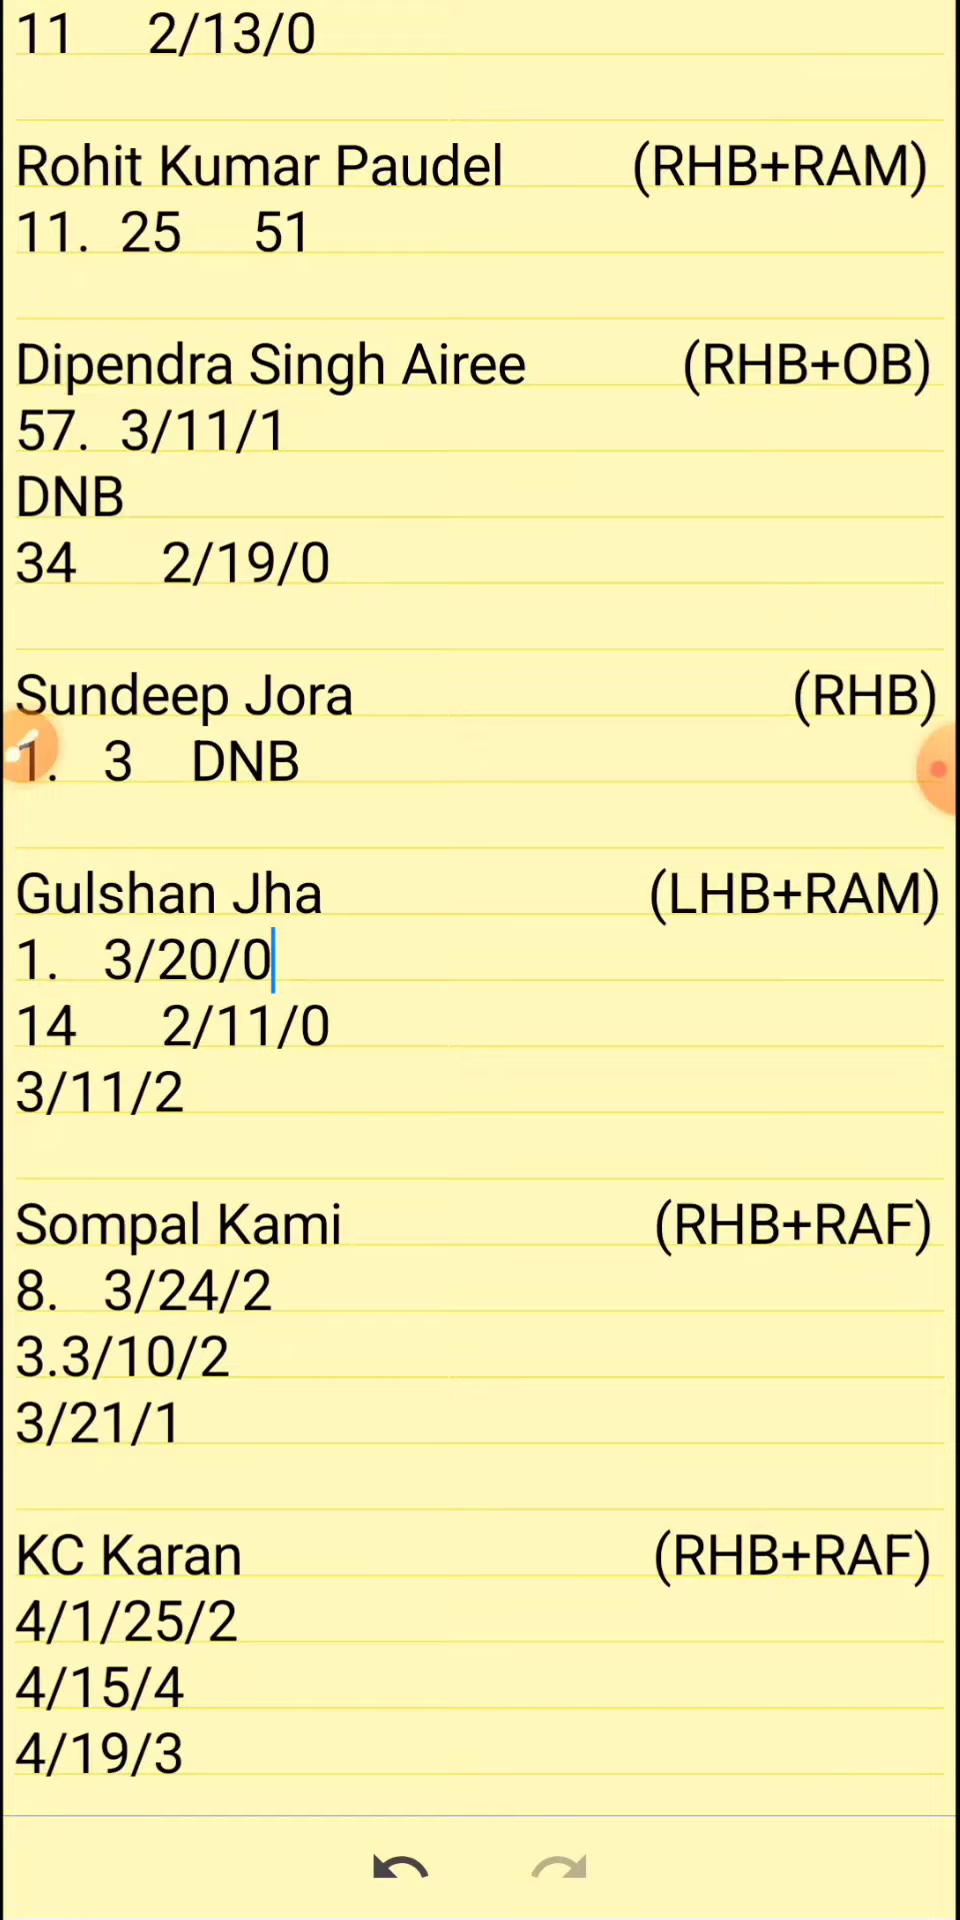 11 2/13/0
Rohit Kumar Paudel (RHB+RAM)
11. 25 51
Dipendra Singh Airee (RHB+OB)
57. 3/11/1
DNB
34 2/19/0
Sundeep Jora (RHB)
1. 3 DNB
Gulshan Jha (LHB+RAM)
1. 3/20/0
14 2/11/0
3/11/2
Sompal Kami (RHB+RAF)
8. 3/24/2
3.3/10/2
3/21/1
KC Karan (RHB+RAF)
4/1/25/2
4/15/4
4/19/3